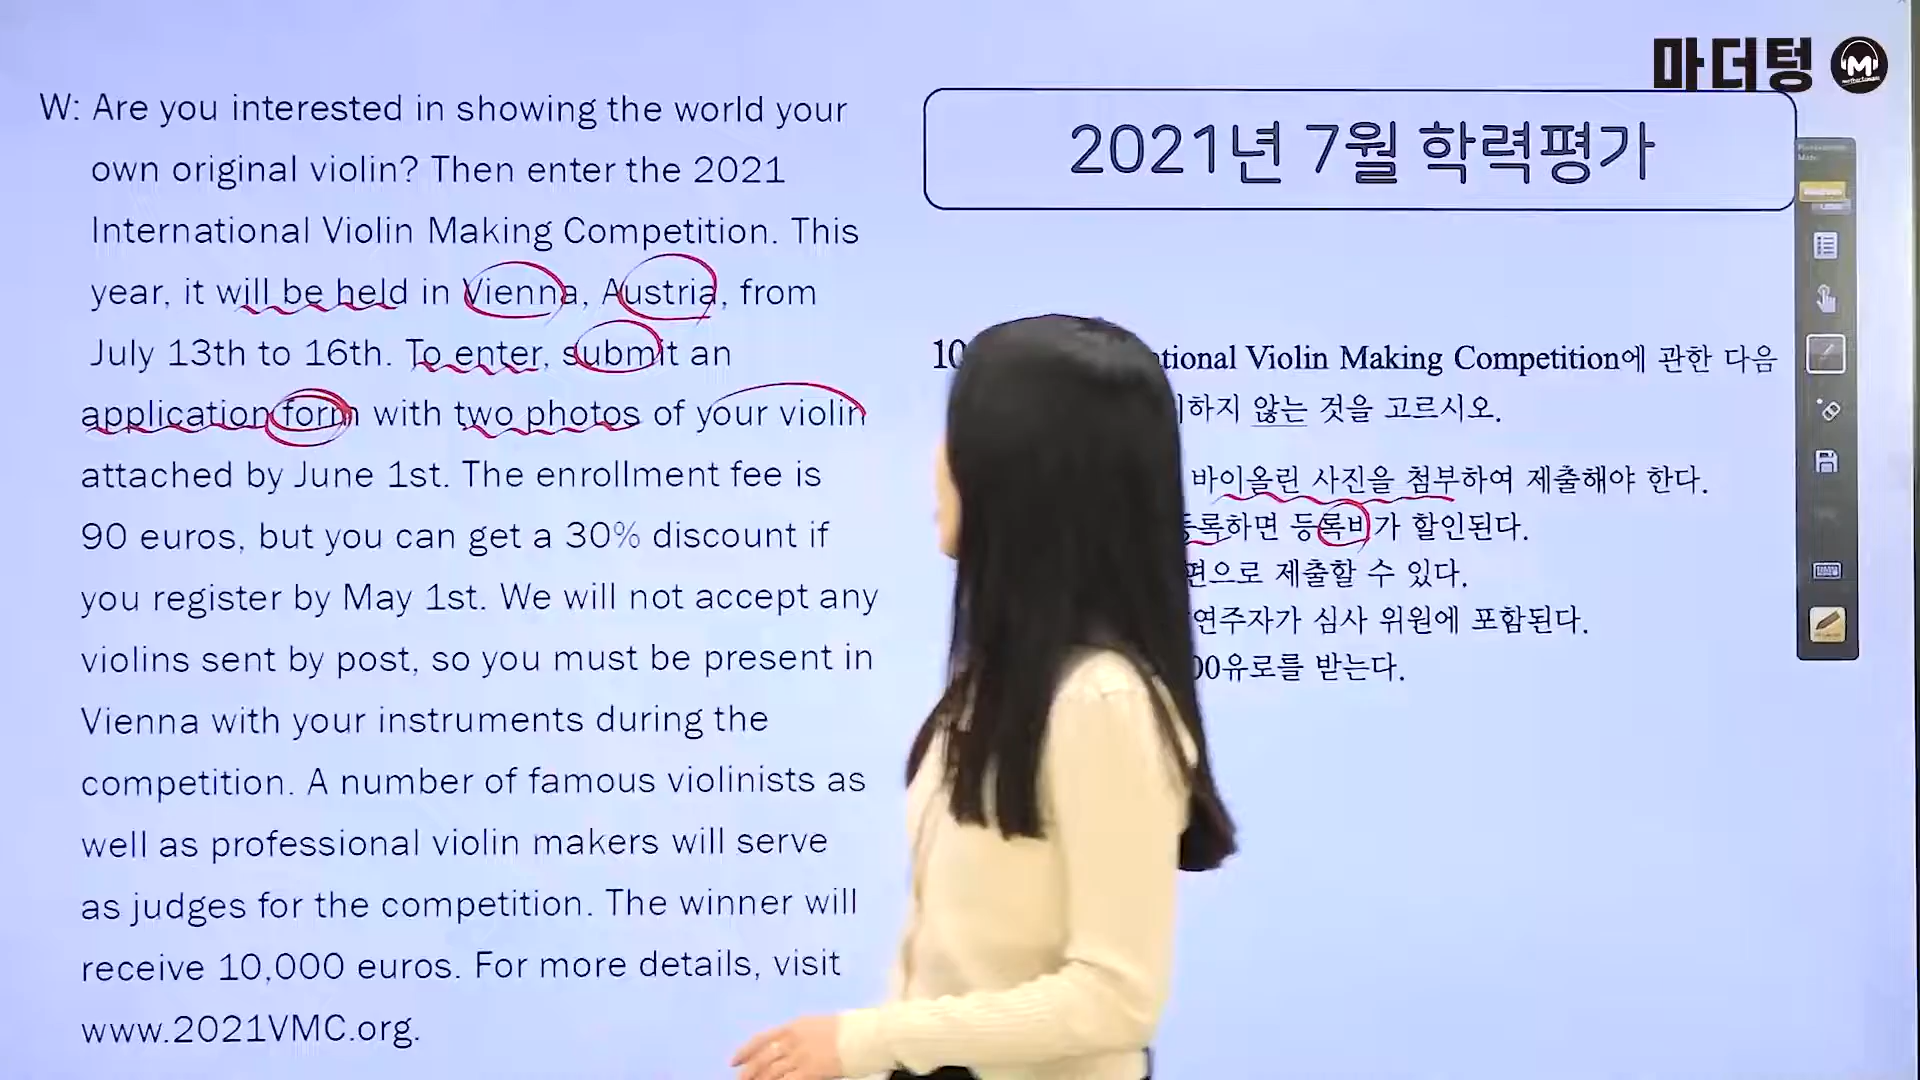 마더텅
W: Are you interested in showing the world your
own original violin? Then enter the 2021
International Violin Making Competition. This
year, it will be held in Vienna, Austria, from
July 13th to 16th. To enter, submit an
application form with two photos of your violin
attached by June 1st. The enrollment fee is
90 euros, but you can get a 30% discount if
you register by May 1st. We will not accept any
violins sent by post, so you must be present in
Vienna with your instruments during the
competition. A number of famous violinists as
well as professional violin makers will serve
as judges for the competition. The winner will
receive 10,000 euros. For more details, visit
www.2021VMC.org.
2021년 7월 학력평가
10 Violin Making Competition에 관한 다음
않는 것을 고르시오.
바이올린 사진을 첨부하여 제출해야 한다.
등록하면 등록비가 할인된다.
제출할 수 있다.
연주자가 심사 위원에 포함된다.
00유로를 받는다.